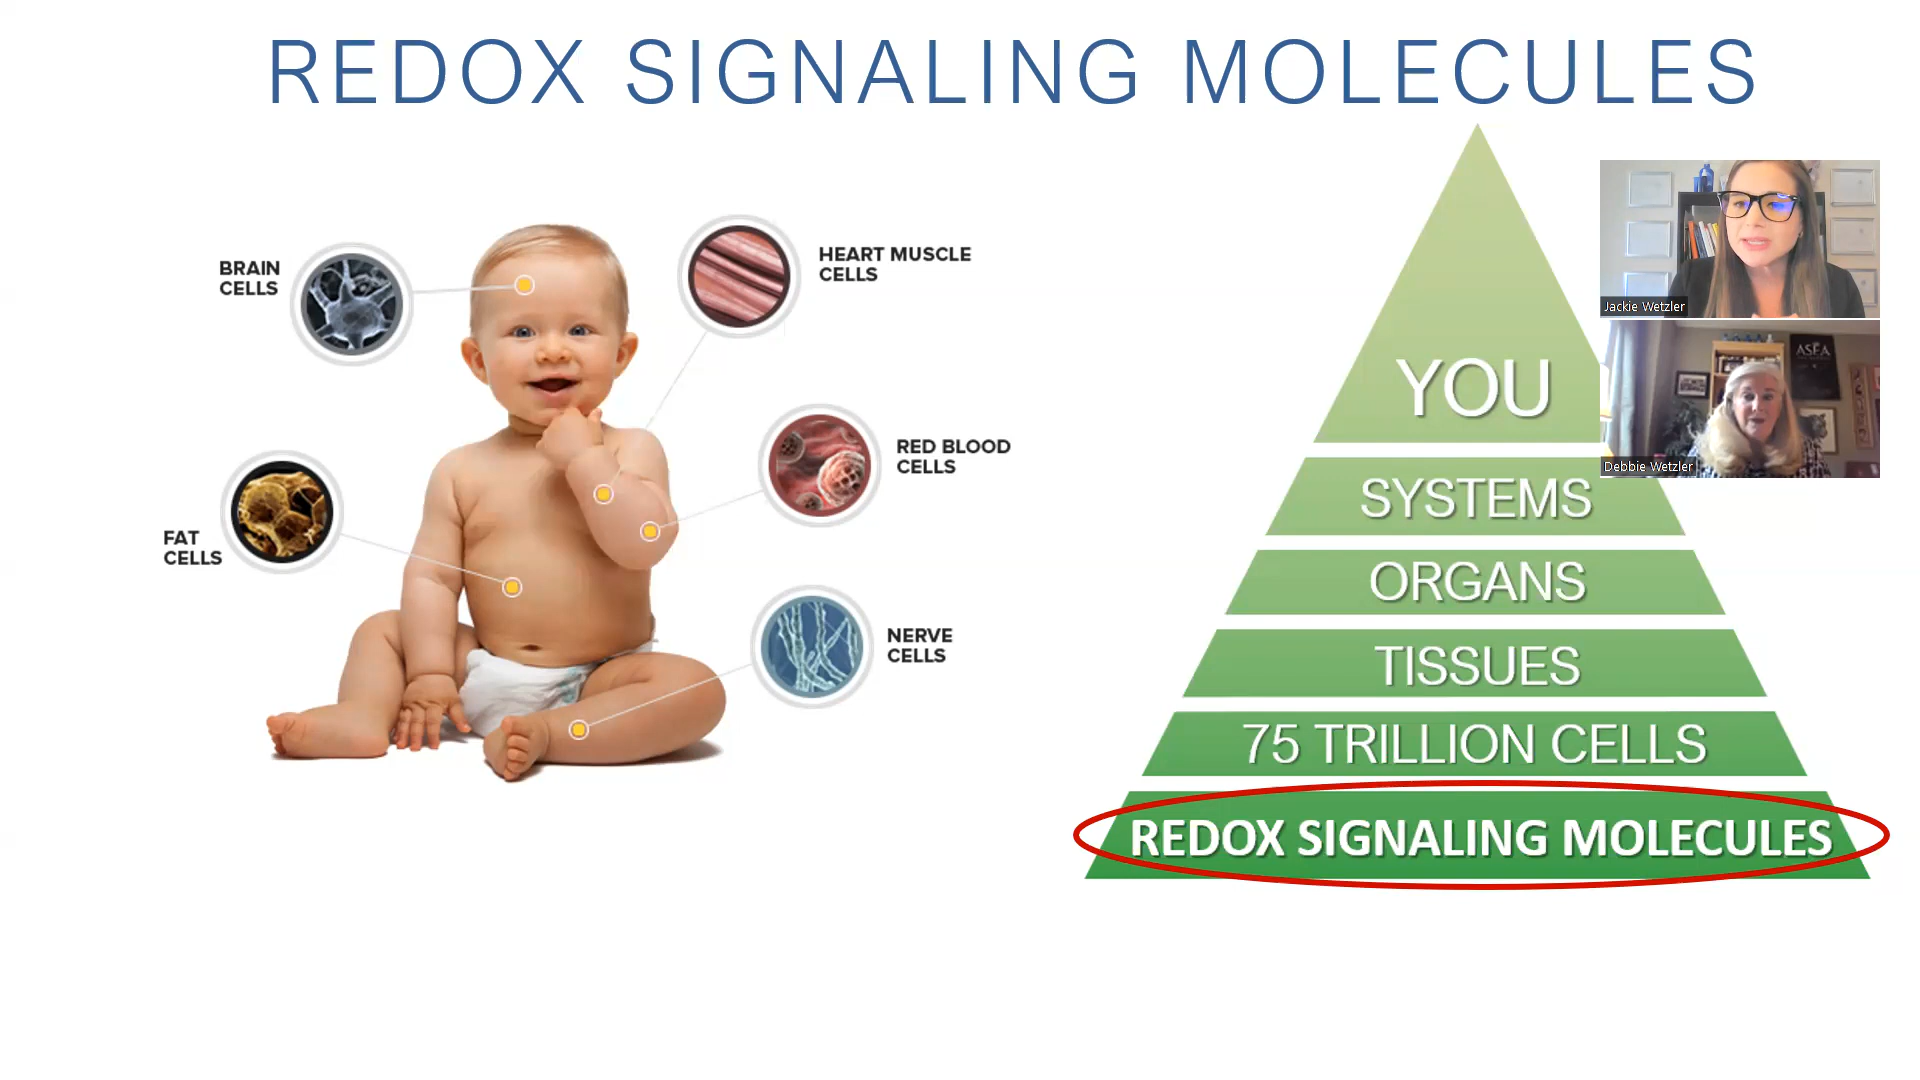 REDOX SIGNALING MOLECULES
BRAIN
CELLS
HEART MUSCLE
CELLS
RED BLOOD
CELLS
FAT
CELLS
NERVE
CELLS
YOU
SYSTEMS
ORGANS
TISSUES
75 TRILLION CELLS
REDOX SIGNALING MOLECULES
Jackie Wetzler
ASEA
Debbie Wetzler